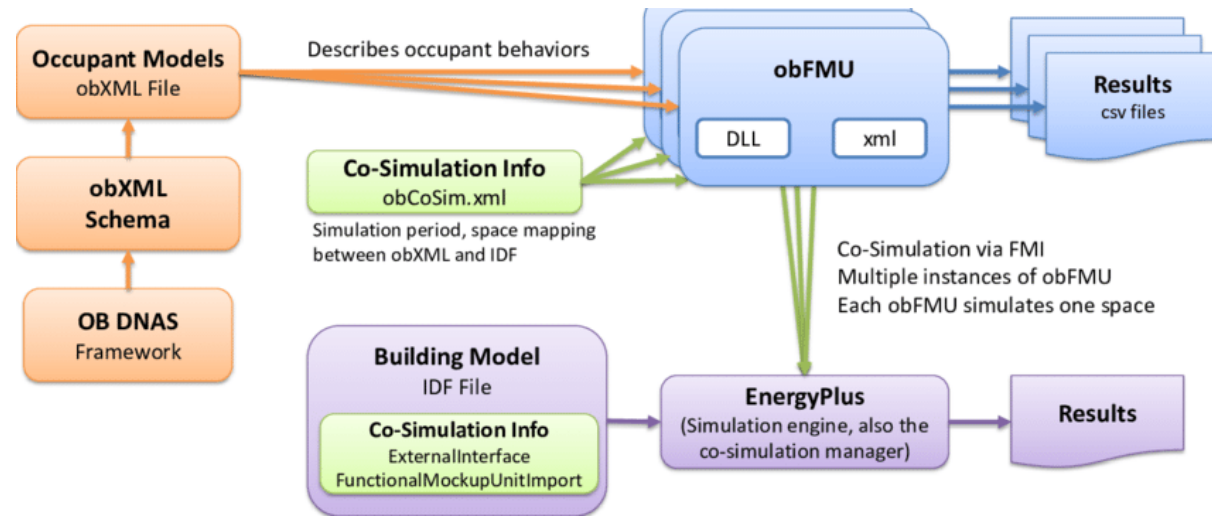 Occupant Models
obXML File
Describes occupant behaviors
obFMU
DLL
xml
Results
csv files
obXML
Schema
Co-Simulation Info
obCoSim.xml
Simulation period, space mapping
between obXML and IDF
Co-Simulation via FMI
Multiple instances of obFMU
Each obFMU simulates one space
OB DNAS
Framework
Building Model
IDF File
Co-Simulation Info
ExternalInterface
FunctionalMockupUnitImport
EnergyPlus
(Simulation engine, also the
co-simulation manager)
Results